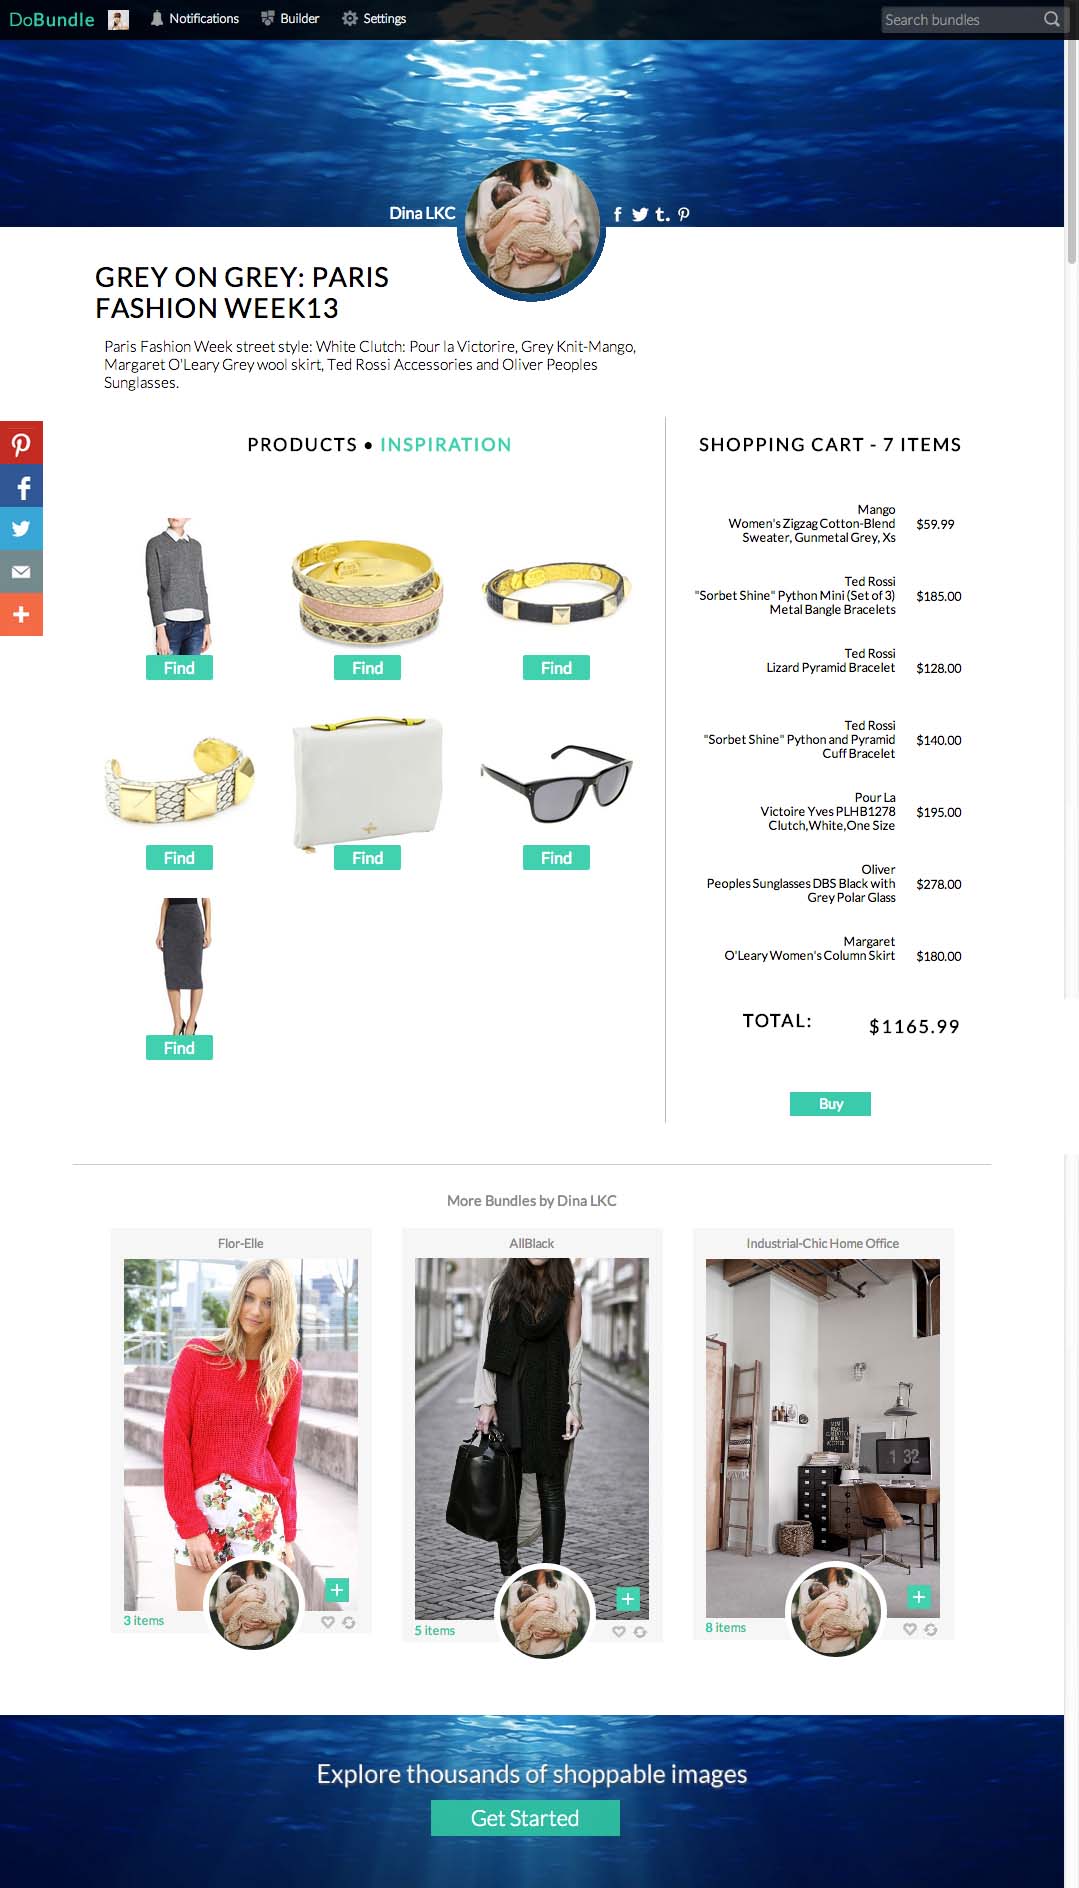 DoBundle
Notifications
Builder
Settings
Search bundles
Dina LKC
GREY ON GREY: PARIS
FASHION WEEK13
Paris Fashion Week street style: White Clutch: Pour la Victorire, Grey Knit-Mango,
Margaret O'Leary Grey wool skirt, Ted Rossi Accessories and Oliver Peoples
Sunglasses.
PRODUCTS • INSPIRATION
Find
Find
Find
Find
Find
Find
Find
SHOPPING CART - 7 ITEMS
Mango
Women's Zigzag Cotton-Blend $59.99
Sweater, Gunmetal Grey, Xs
Ted Rossi
"Sorbet Shine" Python Mini (Set of 3) $185.00
Metal Bangle Bracelets
Ted Rossi
Lizard Pyramid Bracelet $128.00
Ted Rossi
"Sorbet Shine" Python and Pyramid $140.00
Cuff Bracelet
Pour La
Victoire Yves PLHB1278 $195.00
Clutch,White,One Size
Oliver
Peoples Sunglasses DBS Black with $278.00
Grey Polar Glass
Margaret
O'Leary Women's Column Skirt $180.00
TOTAL: $1165.99
Buy
More Bundles by Dina LKC
Flor-Elle
3 items
AllBlack
5 items
Industrial-Chic Home Office
1 32
8 items
Explore thousands of shoppable images
Get Started